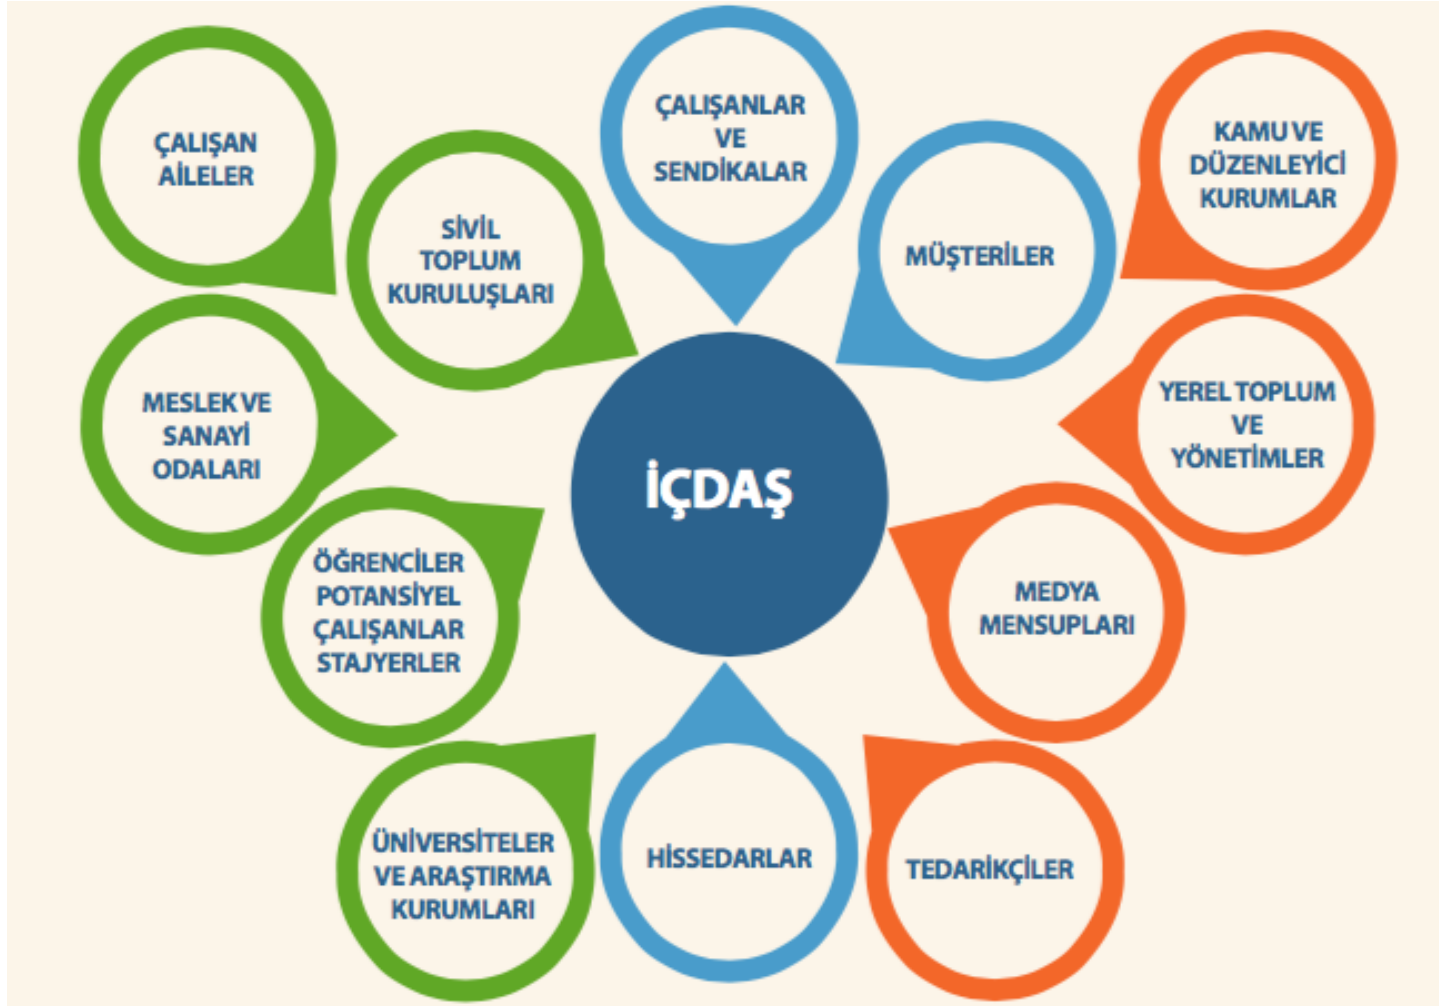 ÇALIŞAN
AİLELER
SİVİL
TOPLUM
KURULUŞLARI
ÇALIŞANLAR
VE
SENDİKALAR
MÜŞTERİLER
KAMU VE
DÜZENLEYİCİ
KURUMLAR
MESLEK VE
SANAYİ
ODALARI
YEREL TOPLUM
VE
YÖNETİMLER
İÇDAŞ
ÖĞRENCİLER
POTANSİYEL
ÇALIŞANLAR
STAJYERLER
MEDYA
MENSUPLARI
ÜNİVERSİTELER
VE ARAŞTIRMA
KURUMLARI
HİSSEDARLAR
TEDARİKÇİLER